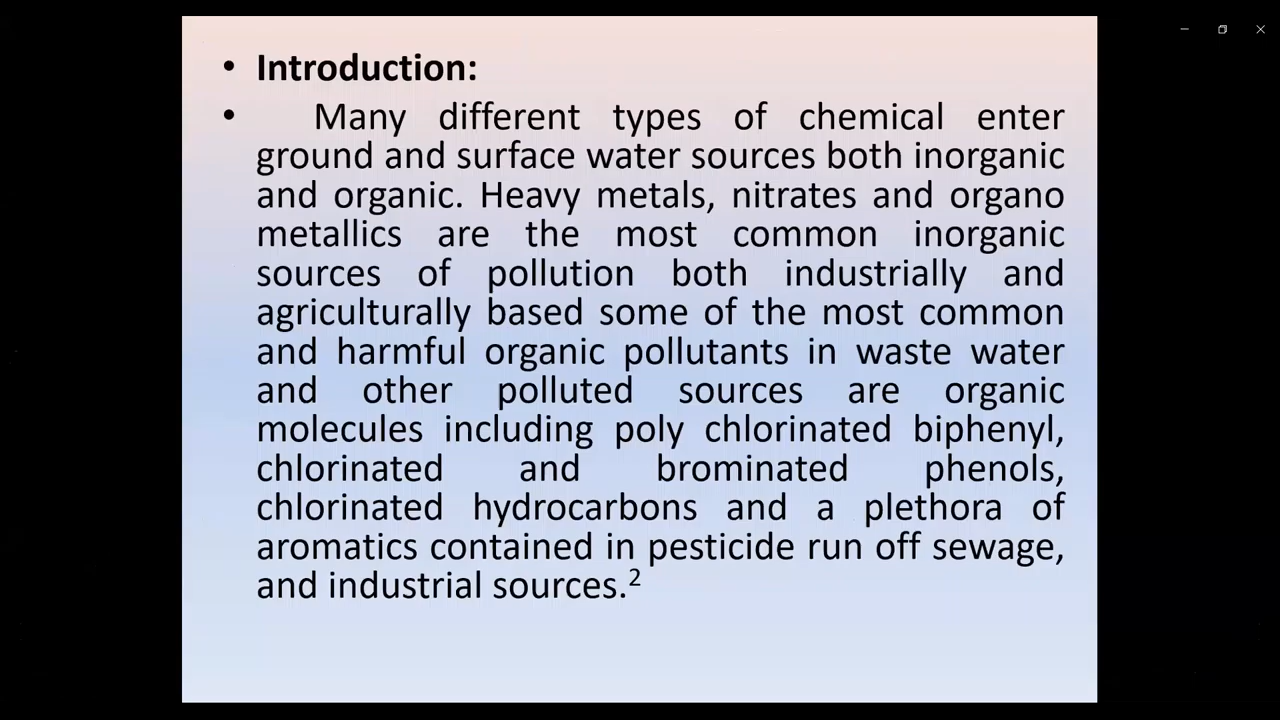 • Introduction:
• Many different types of chemical enter
ground and surface water sources both inorganic
and organic. Heavy metals, nitrates and organo
metallics are the most common inorganic
sources of pollution both industrially and
agriculturally based some of the most common
and harmful organic pollutants in waste water
and other polluted sources are organic
molecules including poly chlorinated biphenyl,
chlorinated and brominated phenols,
chlorinated hydrocarbons and a plethora of
aromatics contained in pesticide run off sewage,
and industrial sources.²